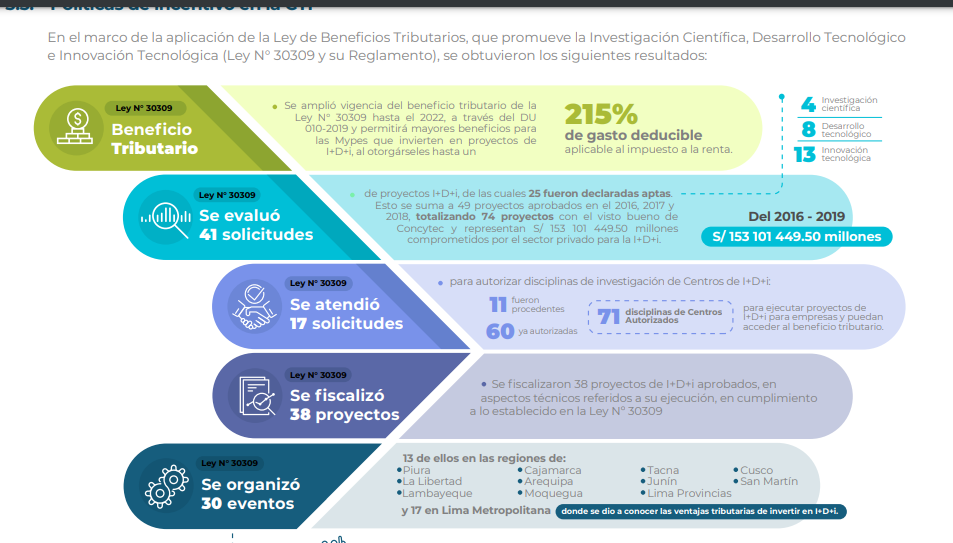 5.3. Políticas de incentivo en la CTI
En el marco de la aplicación de la Ley de Beneficios Tributarios, que promueve la Investigación Científica, Desarrollo Tecnológico
e Innovación Tecnológica (Ley N° 30309 y su Reglamento), se obtuvieron los siguientes resultados:
Ley N° 30309
Beneficio
Tributario
• Se amplió vigencia del beneficio tributario de la
Ley N° 30309 hasta el 2022, a través del DU
010-2019 y permitirá mayores beneficios para
las Mypes que invierten en proyectos de
I+D+i, al otorgárseles hasta un
215%
de gasto deducible
aplicable al impuesto a la renta.
4 Investigación
científica
8 Desarrollo
tecnológico
13 Innovación
tecnológica
Ley N° 30309
Se evaluó
41 solicitudes
• de proyectos I+D+i, de las cuales 25 fueron declaradas aptas.
Esto se suma a 49 proyectos aprobados en el 2016, 2017 y
2018, totalizando 74 proyectos con el visto bueno de
Concytec y representan S/ 153 101 449.50 millones
comprometidos por el sector privado para la I+D+i.
Del 2016 - 2019
S/ 153 101 449.50 millones
Ley N° 30309
Se atendió
17 solicitudes
• para autorizar disciplinas de investigación de Centros de I+D+i:
11 fueron
procedentes
60 ya autorizadas
71 disciplinas de Centros
Autorizados
para ejecutar proyectos de
I+D+i para empresas y puedan
acceder al beneficio tributario.
Ley N° 30309
Se fiscalizó
38 proyectos
• Se fiscalizaron 38 proyectos de I+D+i aprobados, en
aspectos técnicos referidos a su ejecución, en cumplimiento
a lo establecido en la Ley N° 30309
Ley N° 30309
Se organizó
30 eventos
13 de ellos en las regiones de:
• Piura
• La Libertad
• Lambayeque
• Cajamarca
• Arequipa
• Moquegua
• Tacna
• Junín
• Lima Provincias
• Cusco
• San Martín
y 17 en Lima Metropolitana donde se dio a conocer las ventajas tributarias de invertir en I+D+i.